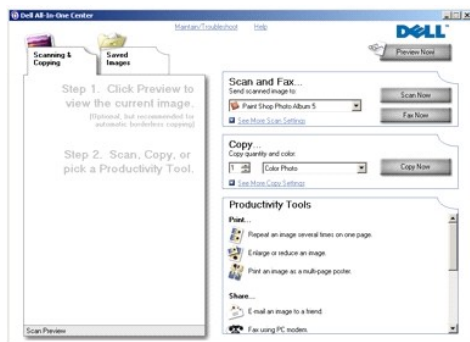 Dell All-In-One Center
Maintain/Troubleshoot Help
DELL
Scanning & Copying
Saved Images
Preview Now!
Step 1. Click Preview to
view the current image.
(Optional, but recommended for
automatic borderless copying)
Step 2. Scan, Copy, or
pick a Productivity Tool.
Scan Preview
Scan and Fax...
Send scanned image to:
Paint Shop Photo Album 5
Scan Now
See More Scan Settings
Fax Now
Copy...
Copy quantity and color:
1 Color Photo
Copy Now
See More Copy Settings
Productivity Tools
Print...
Repeat an image several times on one page.
Enlarge or reduce an image.
Print an image as a multi-page poster.
Share...
E-mail an image to a friend.
Fax using PC modem.